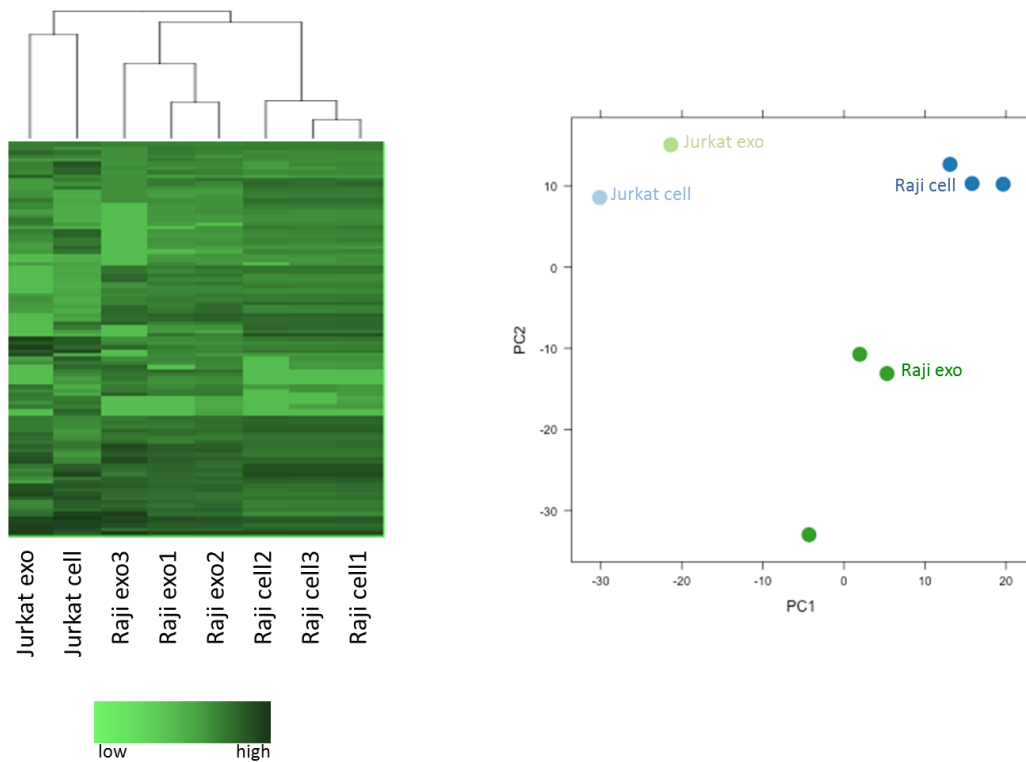 Jurkat exo
Jurkat cell
Raji exo3
Raji exo1
Raji exo2
Raji cell2
Raji cell3
Raji cell1
low
high
Jurkat exo
Jurkat cell
Raji cell
Raji exo
10
0
-10
-20
-30
PC2
-30
-20
-10
0
10
20
PC1